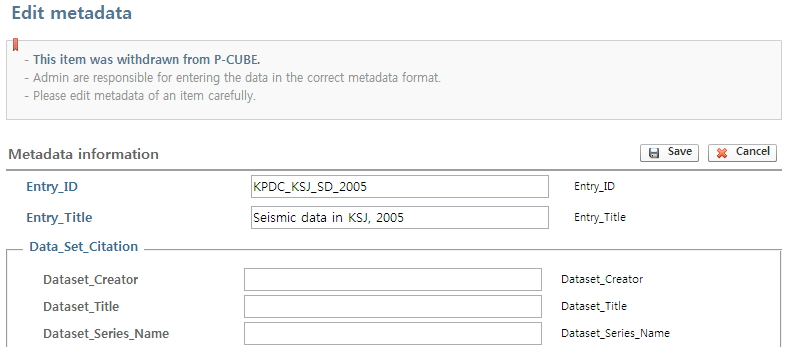 Edit metadata
- This item was withdrawn from P-CUBE.
- Admin are responsible for entering the data in the correct metadata format.
- Please edit metadata of an item carefully.
Metadata information Save Cancel
Entry_ID KPDC_KSJ_SD_2005 Entry_ID
Entry_Title Seismic data in KSJ, 2005 Entry_Title
Data_Set_Citation
Dataset_Creator Dataset_Creator
Dataset_Title Dataset_Title
Dataset_Series_Name Dataset_Series_Name